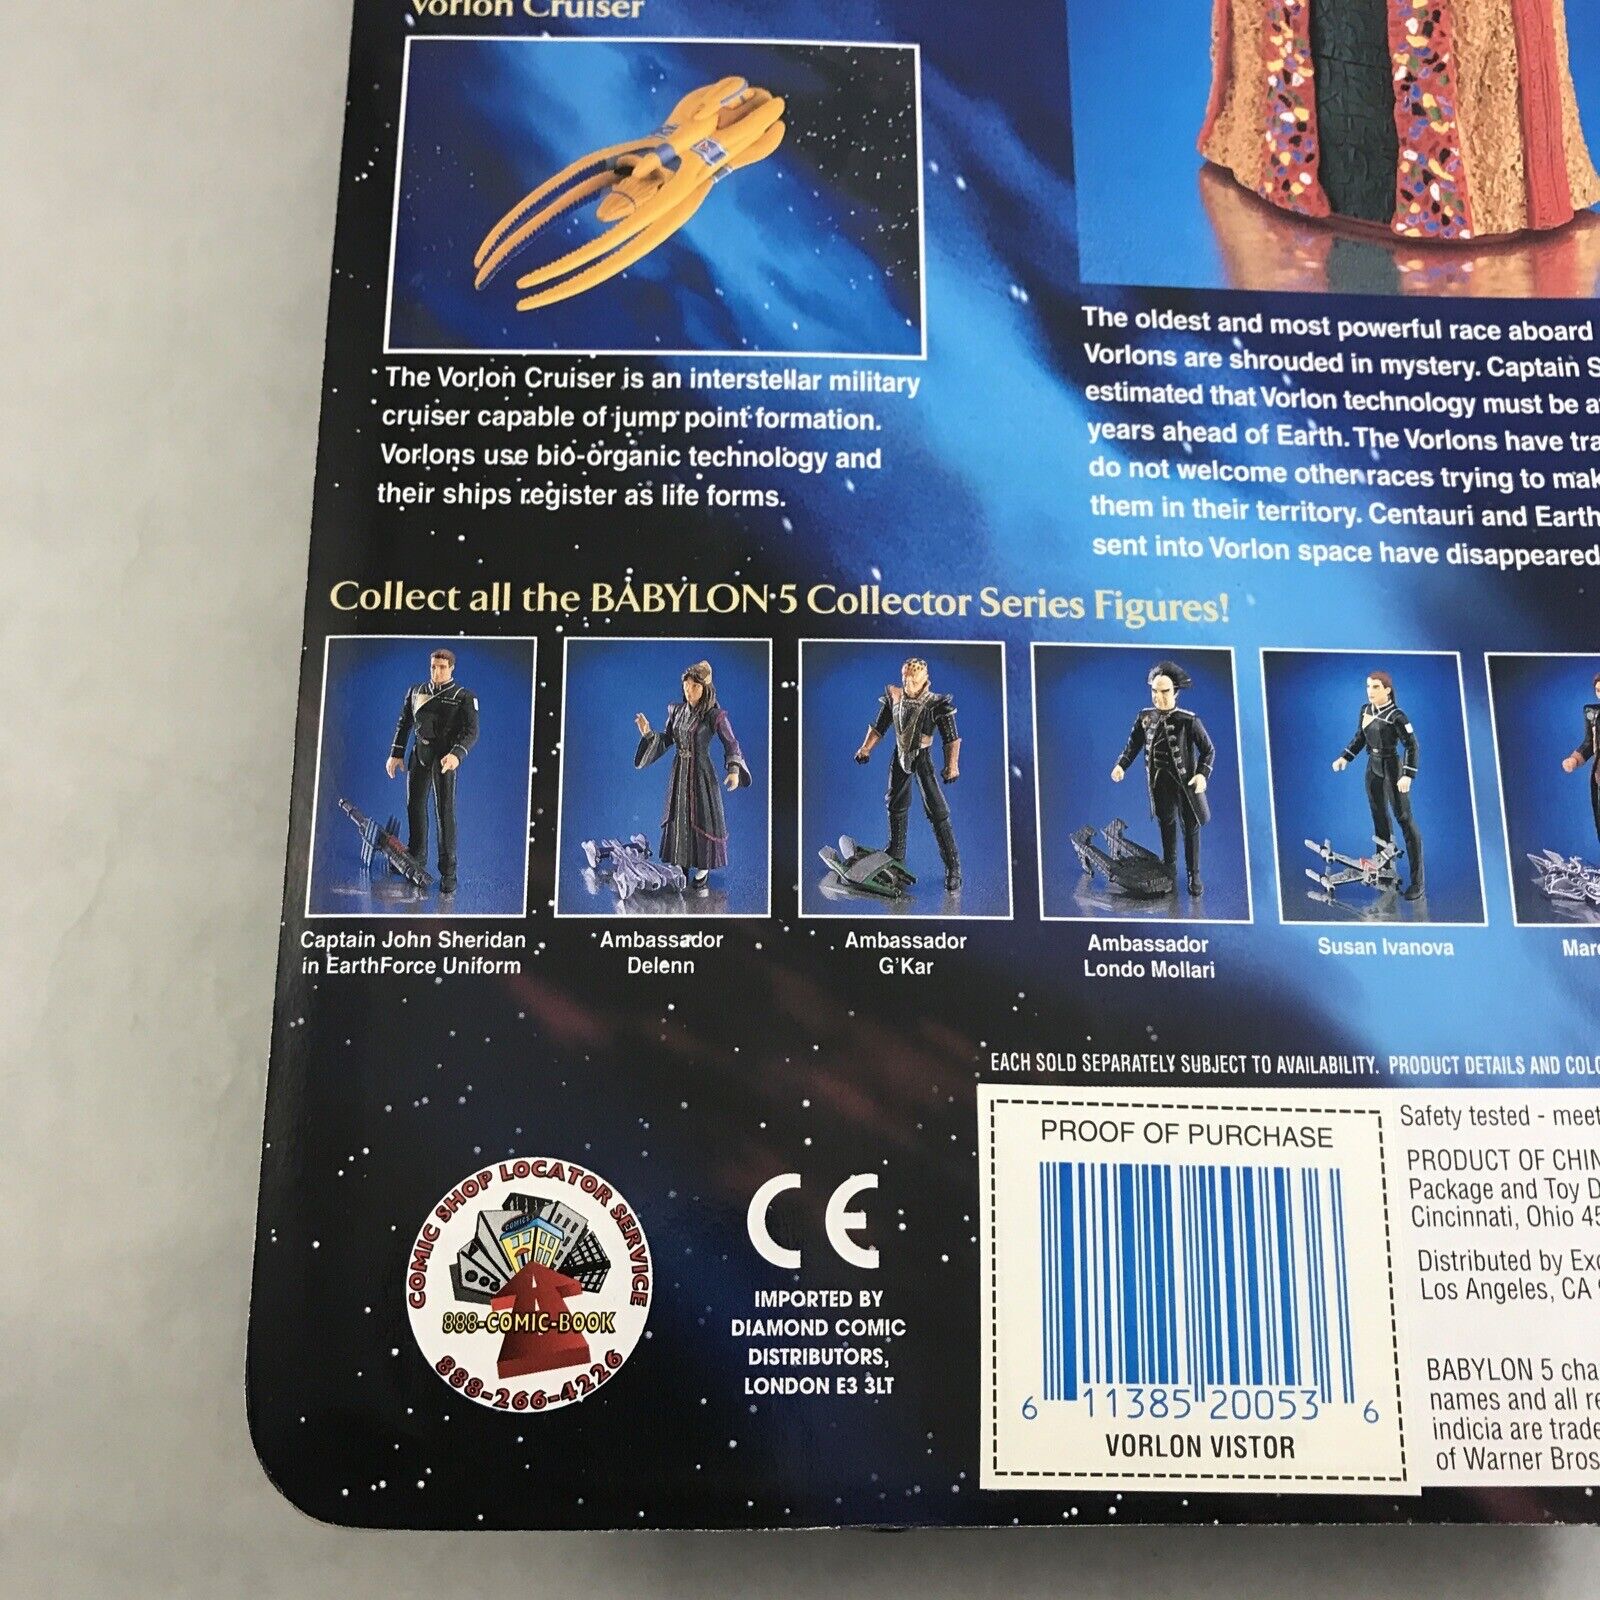 Vorlon Cruiser
The Vorlon Cruiser is an interstellar military
cruiser capable of jump point formation.
Vorlons use bio-organic technology and
their ships register as life forms.
The oldest and most powerful race aboard
Vorlons are shrouded in mystery. Captain S
estimated that Vorlon technology must be a
years ahead of Earth. The Vorlons have tra
do not welcome other races trying to mak
them in their territory. Centauri and Earth
sent into Vorlon space have disappeared
Collect all the BABYLON 5 Collector Series Figures!
Captain John Sheridan
in EarthForce Uniform
Ambassador
Delenn
Ambassador
G'Kar
Ambassador
Londo Mollari
Susan Ivanova
Marc
EACH SOLD SEPARATELY SUBJECT TO AVAILABILITY. PRODUCT DETAILS AND COLO
COMIC SHOP LOCATOR SERVICE
COMICS
888-COMIC-BOOK
888-266-4226
CE
IMPORTED BY
DIAMOND COMIC
DISTRIBUTORS,
LONDON E3 3LT
PROOF OF PURCHASE
6 11385 20053 6
VORLON VISTOR
Safety tested - meet
PRODUCT OF CHIN
Package and Toy D
Cincinnati, Ohio 45
Distributed by Exc
Los Angeles, CA 9
BABYLON 5 cha
names and all re
indicia are trade
of Warner Bros